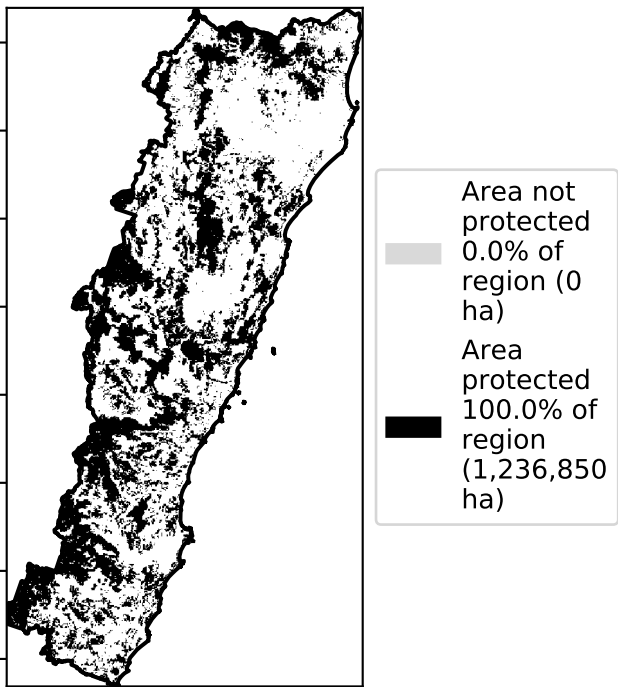 Area not
protected
0.0% of
region (0
ha)
Area
protected
100.0% of
region
(1,236,850
ha)